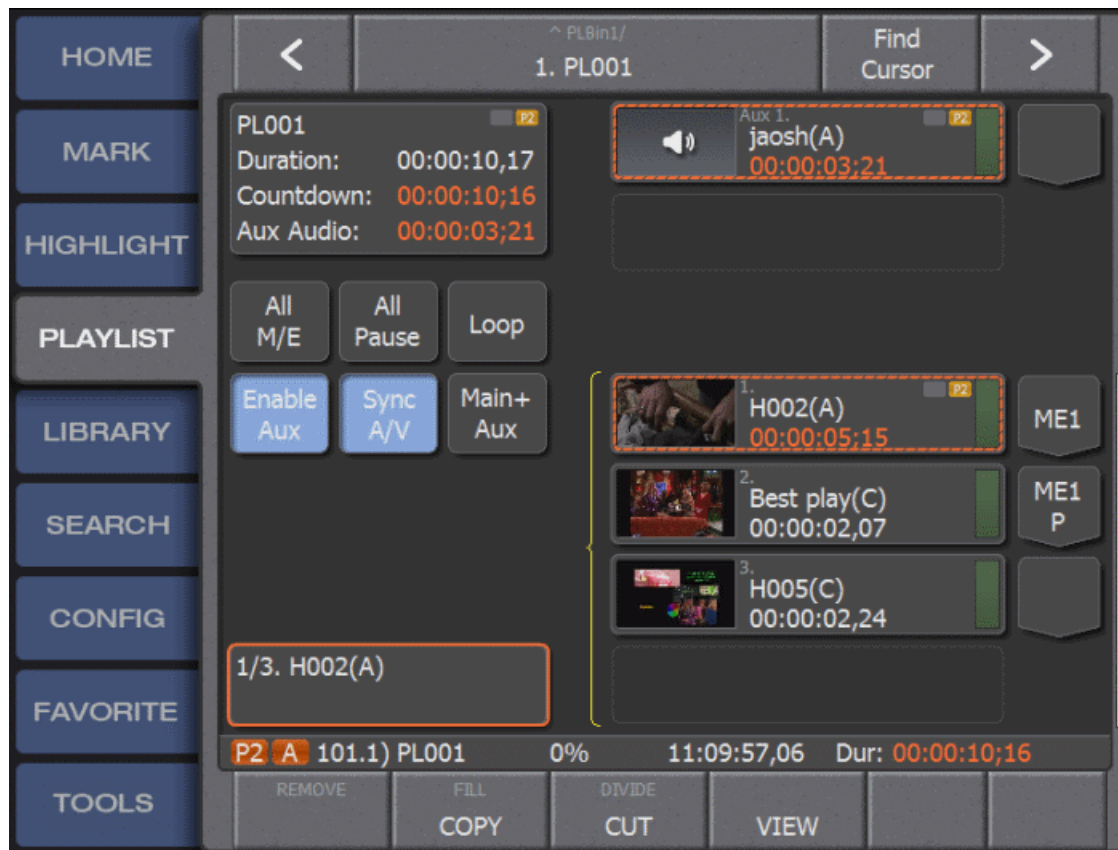 HOME
MARK
HIGHLIGHT
PLAYLIST
LIBRARY
SEARCH
CONFIG
FAVORITE
TOOLS
^ PLBin1/
1. PL001
Find
Cursor
PL001 P2
Duration: 00:00:10,17
Countdown: 00:00:10;16
Aux Audio: 00:00:03;21
Aux 1. P2
jaosh(A)
00:00:03;21
All
M/E
All
Pause
Loop
Enable
Aux
Sync
A/V
Main+
Aux
1. P2
H002(A)
00:00:05;15
ME1
2.
Best play(C)
00:00:02,07
ME1
P
3.
H005(C)
00:00:02,24
1/3. H002(A)
P2 A 101.1) PL001 0% 11:09:57,06 Dur: 00:00:10;16
REMOVE
FILL
COPY
DIVIDE
CUT
VIEW